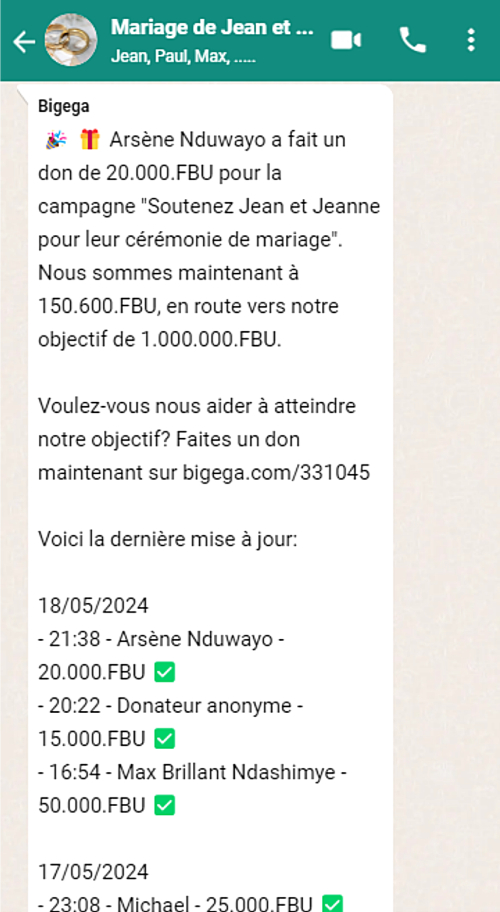 Mariage de Jean et ...
Jean, Paul, Max, .....
Bigega
🎉 🎁 Arsène Nduwayo a fait un
don de 20.000.FBU pour la
campagne "Soutenez Jean et Jeanne
pour leur cérémonie de mariage".
Nous sommes maintenant à
150.600.FBU, en route vers notre
objectif de 1.000.000.FBU.
Voulez-vous nous aider à atteindre
notre objectif? Faites un don
maintenant sur bigega.com/331045
Voici la dernière mise à jour:
18/05/2024
- 21:38 - Arsène Nduwayo -
20.000.FBU ✅
- 20:22 - Donateur anonyme -
15.000.FBU ✅
- 16:54 - Max Brillant Ndashimye -
50.000.FBU ✅
17/05/2024
- 23:08 - Michael - 25.000.FBU ✅